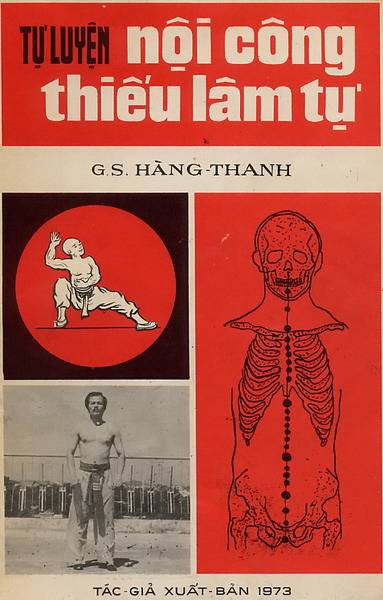 TỰ LUYỆN nội công
thiếu lâm tự
G.S. HÀNG-THANH
TÁC-GIẢ XUẤT-BẢN 1973